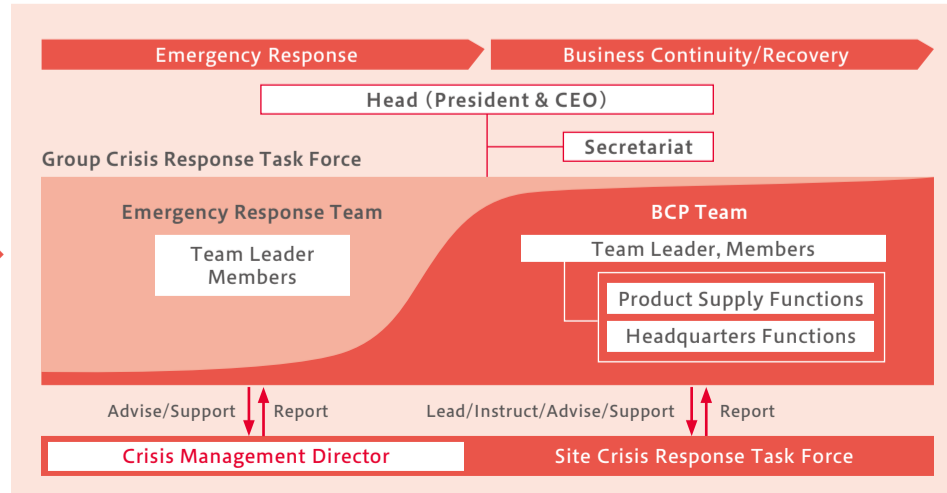 Emergency Response
Business Continuity/Recovery
Head (President & CEO)
Secretariat
Group Crisis Response Task Force
Emergency Response Team
Team Leader
Members
BCP Team
Team Leader, Members
Product Supply Functions
Headquarters Functions
Advise/Support
Report
Lead/Instruct/Advise/Support
Report
Crisis Management Director
Site Crisis Response Task Force